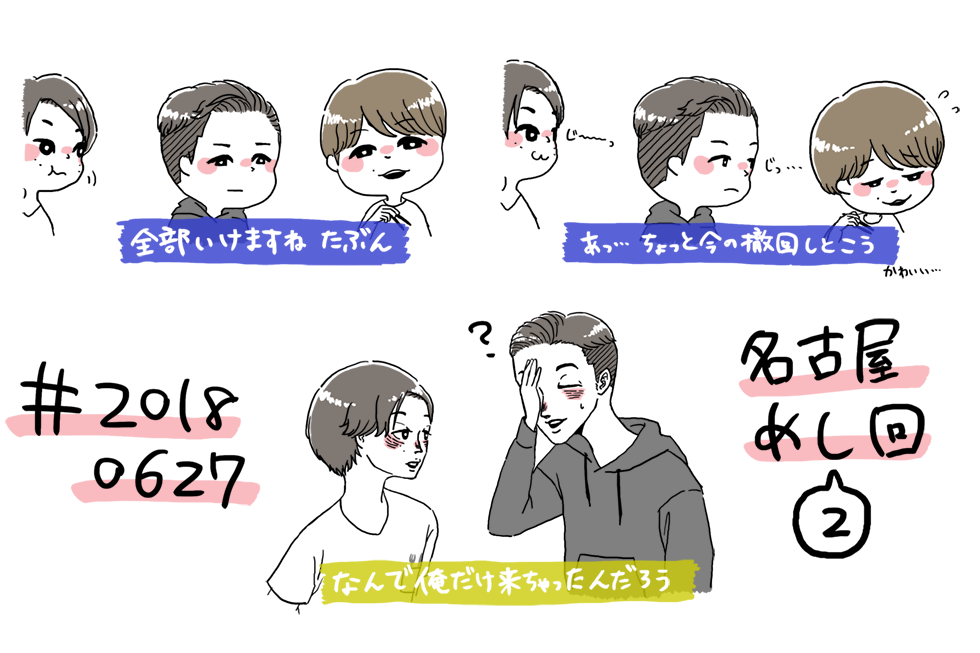 じ〜〜っ
じっ…
全部いけますね たぶん
あっ… ちょっと今の撤回しとこう
かわいい…
?
#2018
0627
名古屋
めし回
2
なんで俺だけ来ちゃったんだろう